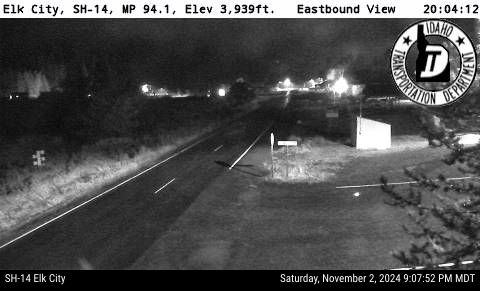 Elk City, SH-14, MP 94.1, Elev 3,939ft. Eastbound View 20:04:12
IDAHO
TRANSPORTATION DEPARTMENT
SH-14 Elk City Saturday, November 2, 2024 9:07:52 PM MDT